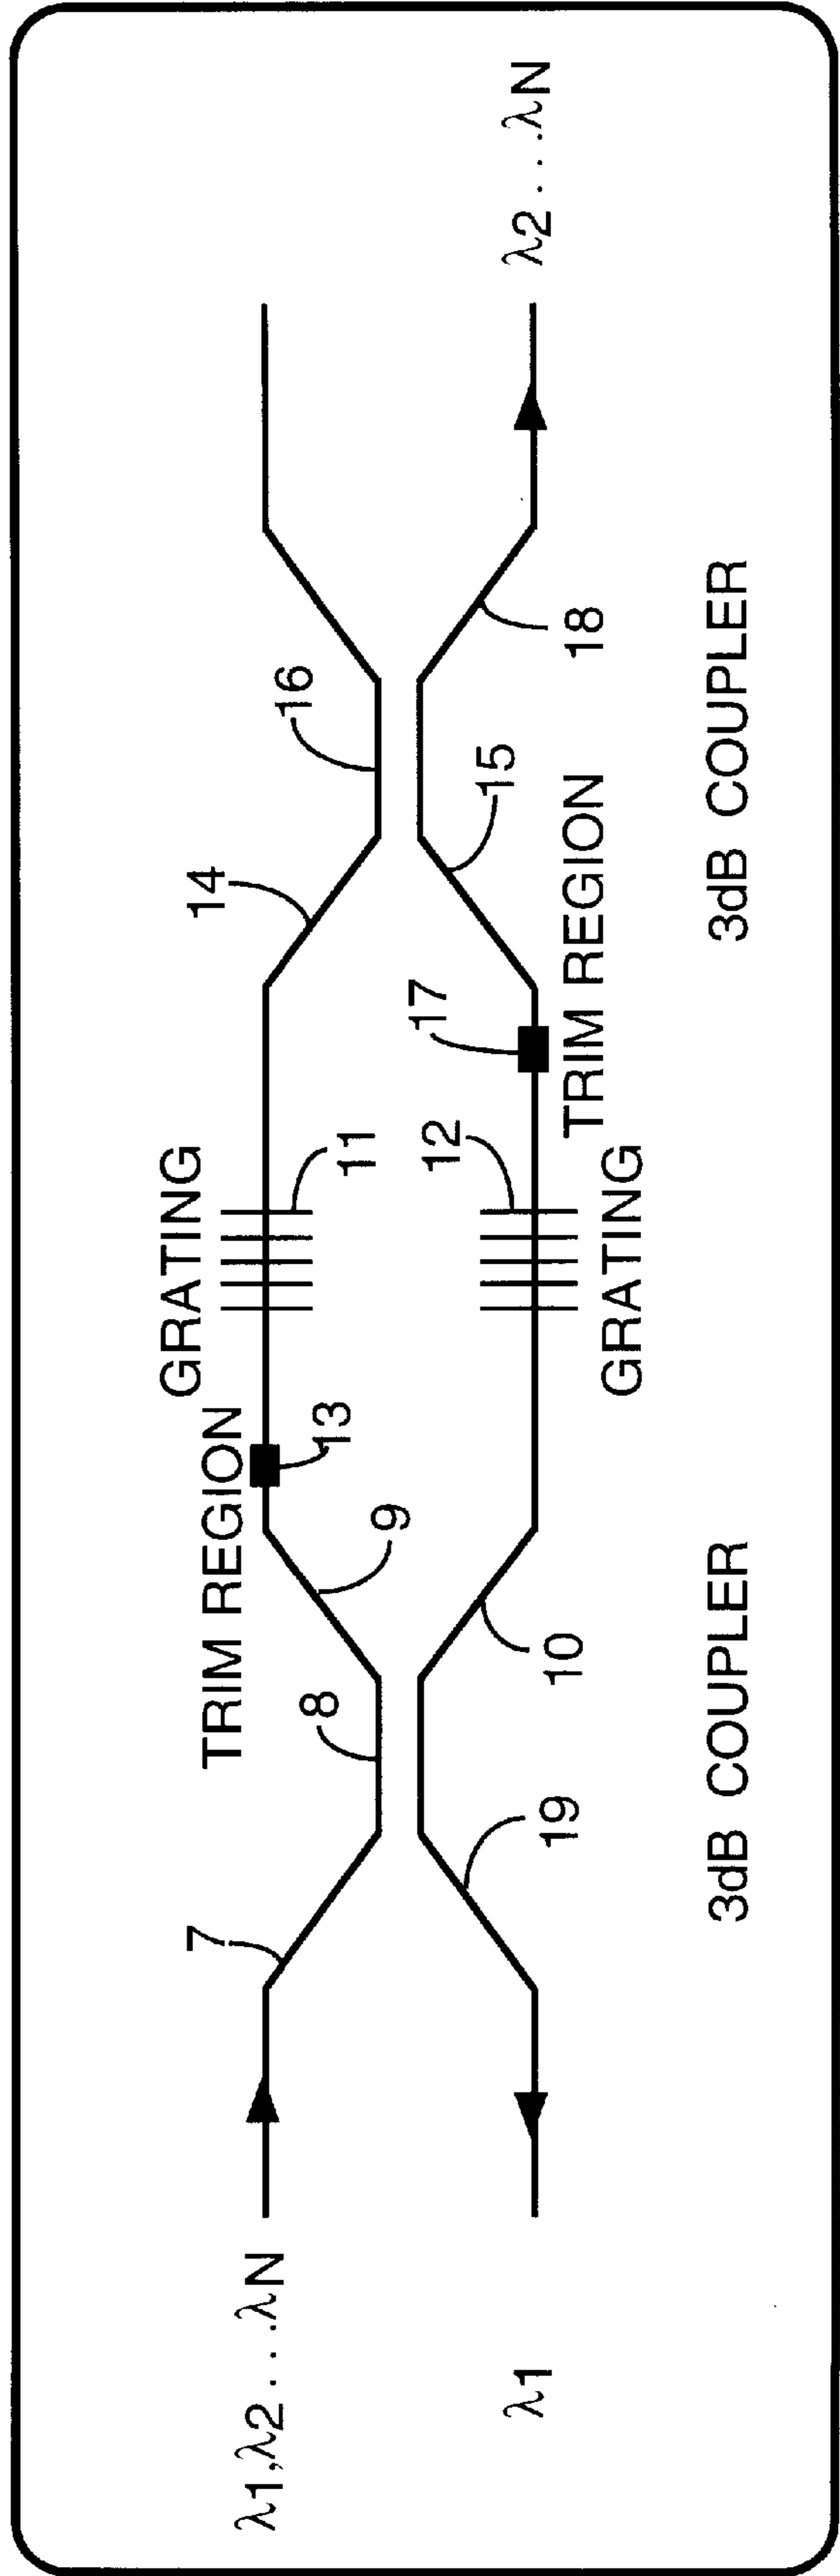 GRATING
TRIM REGION
TRIM REGION
GRATING
3dB COUPLER
3dB COUPLER
λ1,λ2...λN
λ1
λ2...λN
7
8
9
10
11
12
13
14
15
16
17
18
19